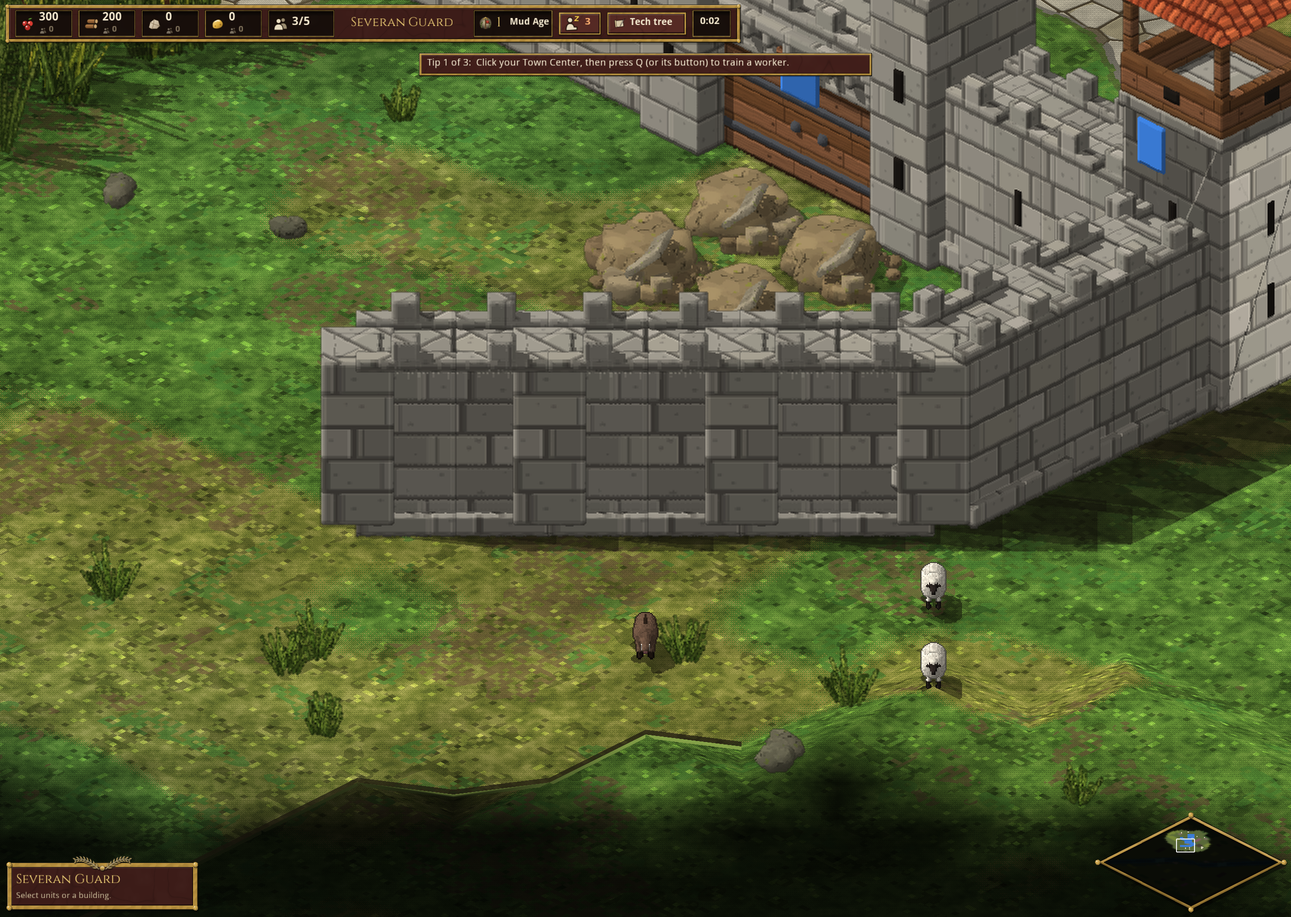 300 200 0 0 3/5 SEVERAN GUARD Mud Age 3 Tech tree 0:02
0 0 0 0
Tip 1 of 3: Click your Town Center, then press Q (or its button) to train a worker.
SEVERAN GUARD
Select units or a building.